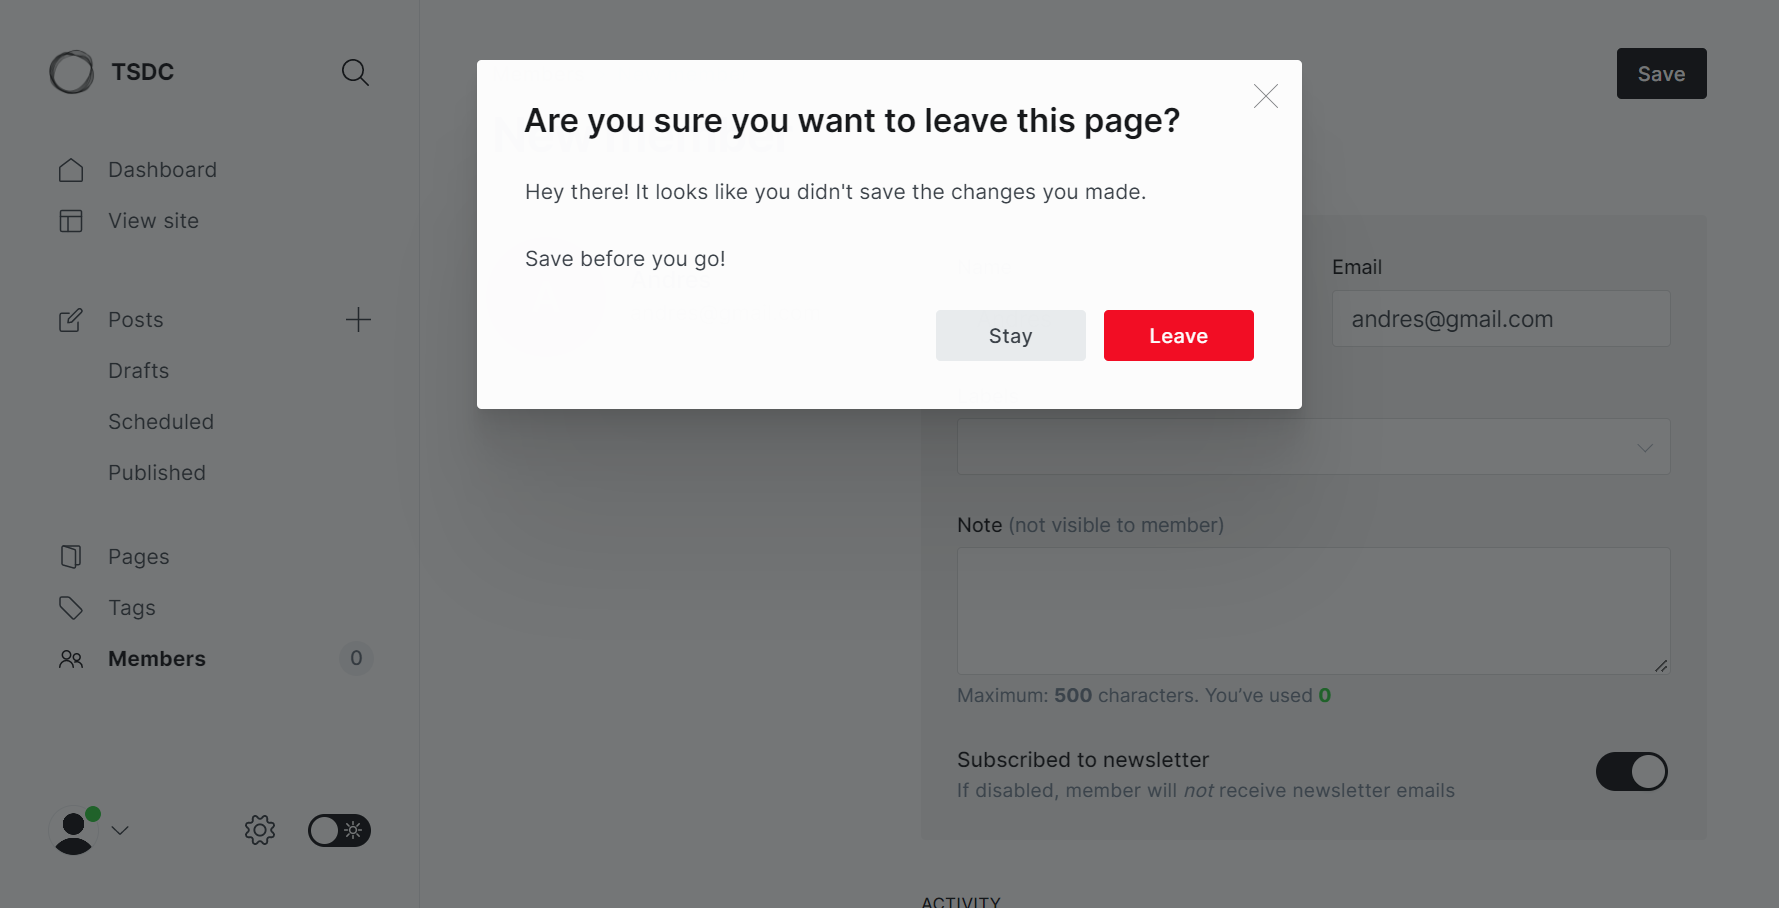 TSDC
Dashboard
View site
Posts
Drafts
Scheduled
Published
Pages
Tags
Members
0
Save
New member
Are you sure you want to leave this page?
Hey there! It looks like you didn't save the changes you made.
Save before you go!
Stay
Leave
Email
andres@gmail.com
Note (not visible to member)
Maximum: 500 characters. You've used 0
Subscribed to newsletter
If disabled, member will not receive newsletter emails
ACTIVITY